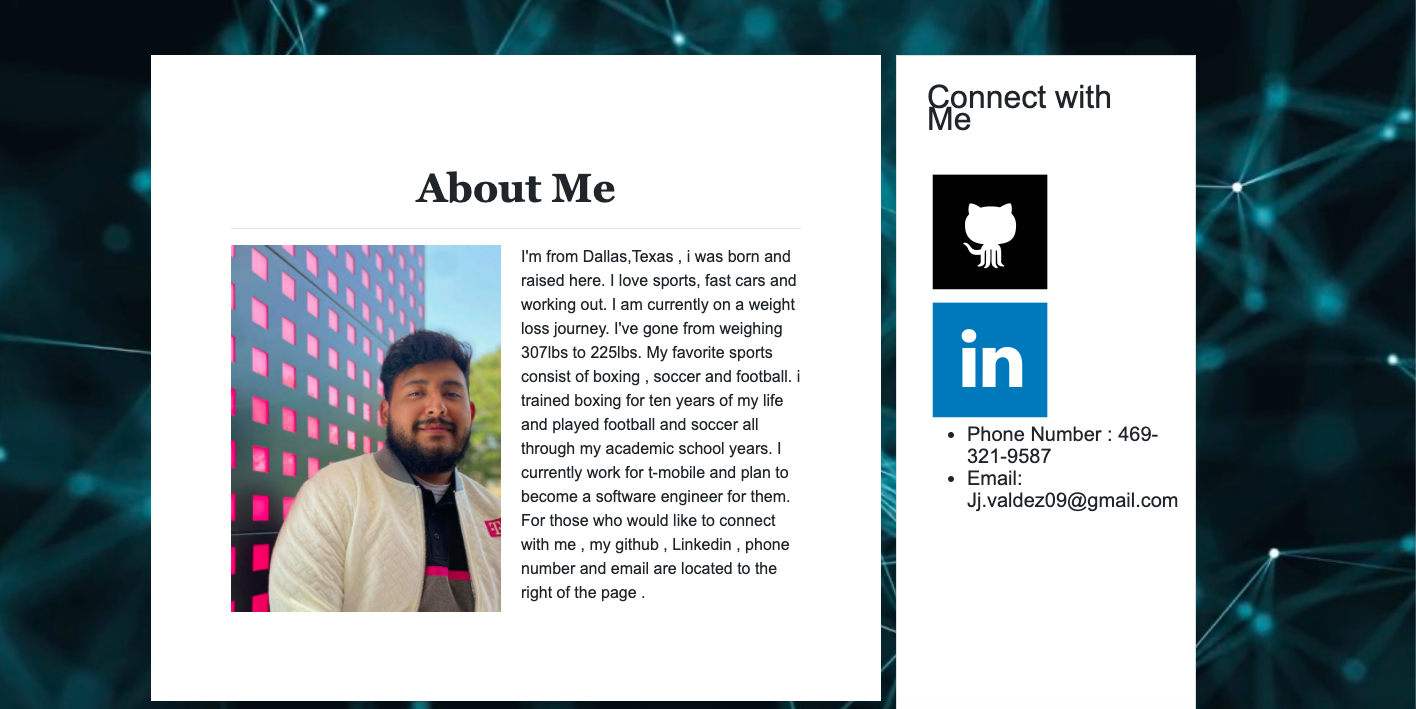 About Me
I'm from Dallas,Texas , i was born and
raised here. I love sports, fast cars and
working out. I am currently on a weight
loss journey. I've gone from weighing
307lbs to 225lbs. My favorite sports
consist of boxing , soccer and football. i
trained boxing for ten years of my life
and played football and soccer all
through my academic school years. I
currently work for t-mobile and plan to
become a software engineer for them.
For those who would like to connect
with me , my github , Linkedin , phone
number and email are located to the
right of the page .
Connect with
Me
in
Phone Number : 469-
321-9587
Email:
Jj.valdez09@gmail.com